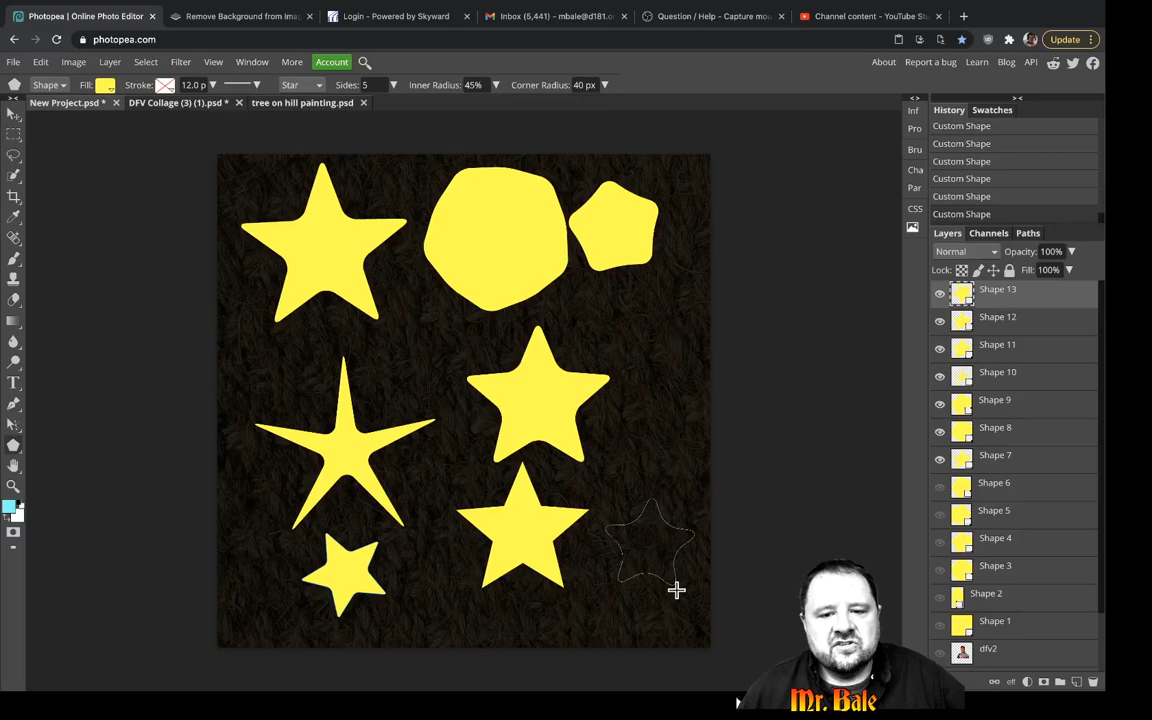 Photopea | Online Photo Editor
Remove Background from Imag
Login - Powered by Skyward
Inbox (5,441) - mbale@d181.or
Question / Help - Capture mou
Channel content - YouTube Stu
photopea.com
Update
File Edit Image Layer Select Filter View Window More Account
About Report a bug Learn Blog API
Shape Fill: Stroke: 12.0 p Star Sides: 5 Inner Radius: 45% Corner Radius: 40 px
New Project.psd * DFV Collage (3) (1).psd * tree on hill painting.psd
< > > <
Inf
Pro
Bru
Cha
Par
CSS
History Swatches
Custom Shape
Custom Shape
Custom Shape
Custom Shape
Custom Shape
Custom Shape
Layers Channels Paths
Normal Opacity: 100%
Lock: Fill: 100%
Shape 13
Shape 12
Shape 11
Shape 10
Shape 9
Shape 8
Shape 7
Shape 6
Shape 5
Shape 4
Shape 3
Shape 2
Shape 1
dfv2
eff
Mr. Bale